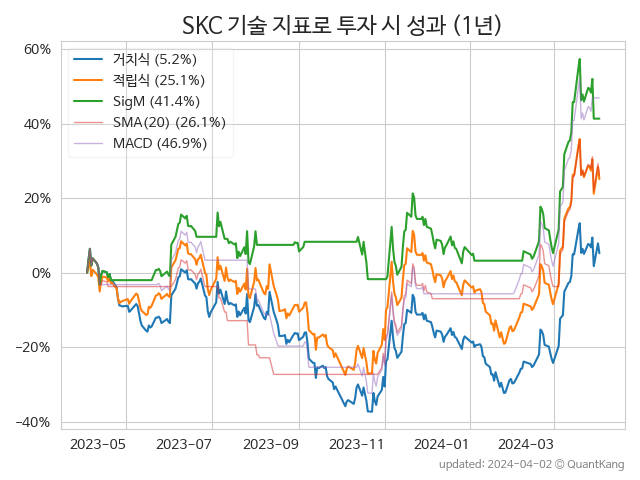 SKC 기술 지표로 투자 시 성과 (1년)
60%
40%
20%
0%
−20%
−40%
거치식 (5.2%)
적립식 (25.1%)
SigM (41.4%)
SMA(20) (26.1%)
MACD (46.9%)
2023-05 2023-07 2023-09 2023-11 2024-01 2024-03
updated: 2024-04-02 © QuantKang